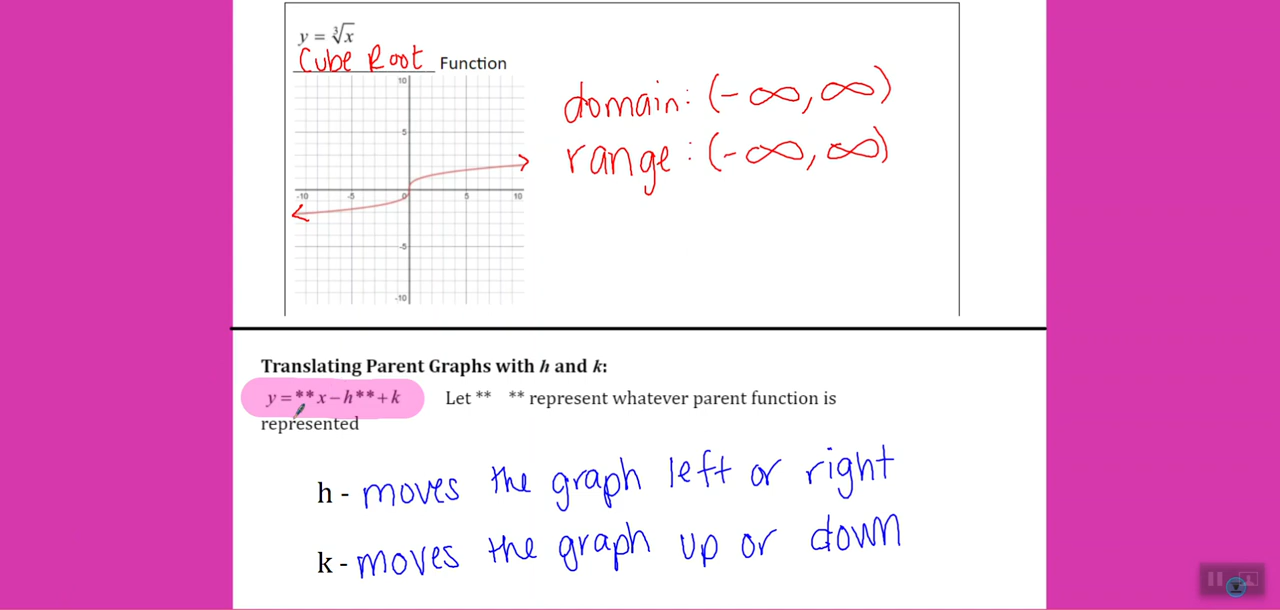 y = ∛x
Cube Root Function
domain: (-∞, ∞)
range: (-∞, ∞)
10
5
-10 -5 0 5 10
-5
-10
Translating Parent Graphs with h and k:
y = ** x – h ** + k Let ** ** represent whatever parent function is
represented
h - moves the graph left or right
k - moves the graph up or down